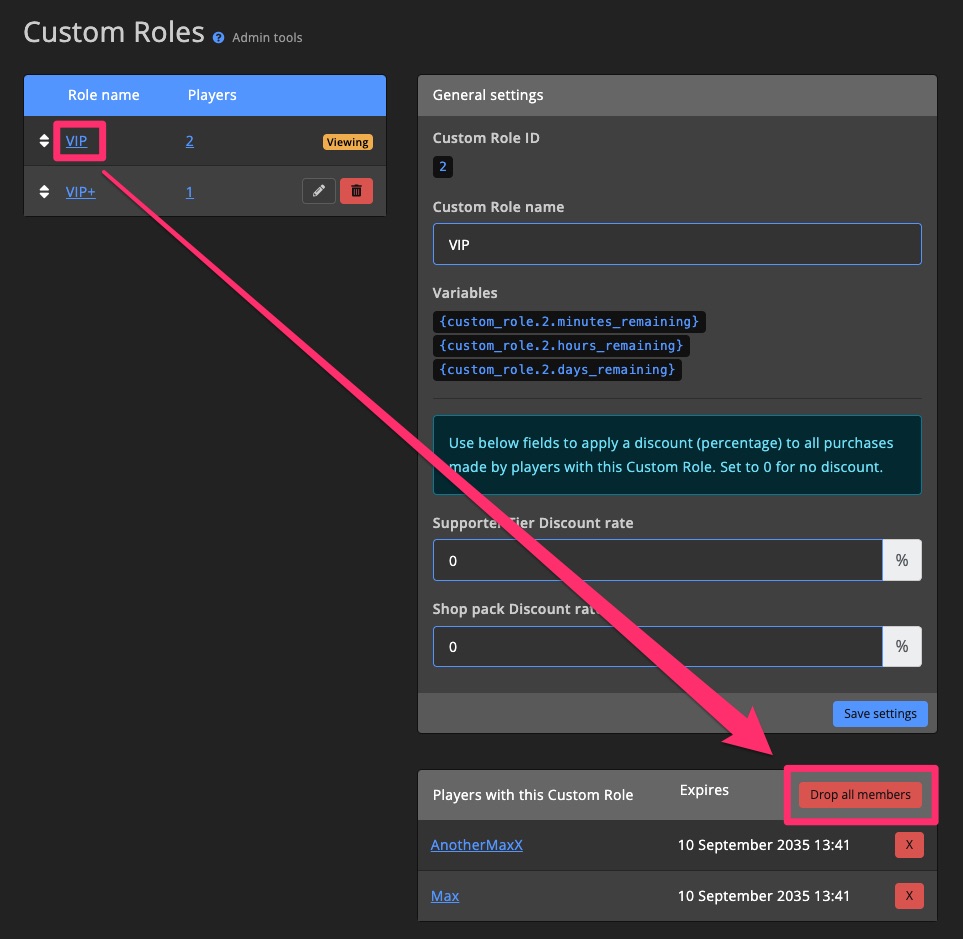 Custom Roles ? Admin tools
Role name Players
VIP 2 Viewing
VIP+ 1
General settings
Custom Role ID
2
Custom Role name
VIP
Variables
{custom_role.2.minutes_remaining}
{custom_role.2.hours_remaining}
{custom_role.2.days_remaining}
Use below fields to apply a discount (percentage) to all purchases
made by players with this Custom Role. Set to 0 for no discount.
Supporter Tier Discount rate
0 %
Shop pack Discount rate
0 %
Save settings
Players with this Custom Role Expires Drop all members
AnotherMaxX 10 September 2035 13:41 X
Max 10 September 2035 13:41 X